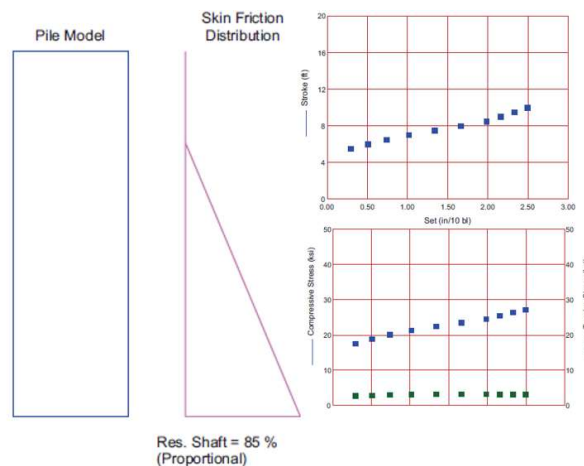 Pile Model
Skin Friction
Distribution
Res. Shaft = 85 %
(Proportional)
20
16
12
8
4
0
Stroke (ft)
0.00 0.50 1.00 1.50 2.00 2.50 3.00
Set (in/10 bl)
50
40
30
20
10
0
Compressive Stress (ksi)
50
40
30
20
10
0